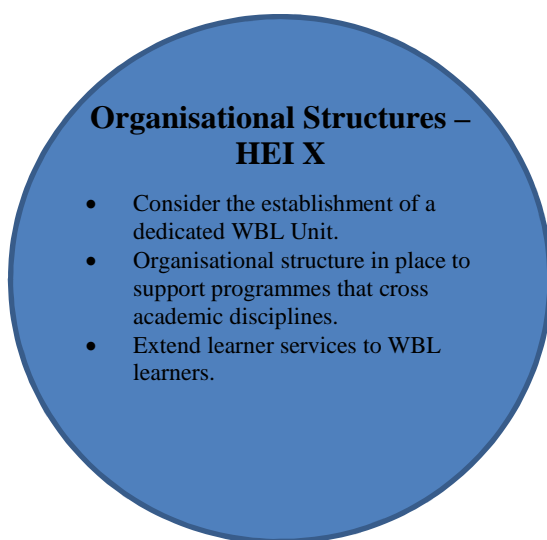 Organisational Structures –
HEI X
• Consider the establishment of a
dedicated WBL Unit.
• Organisational structure in place to
support programmes that cross
academic disciplines.
• Extend learner services to WBL
learners.